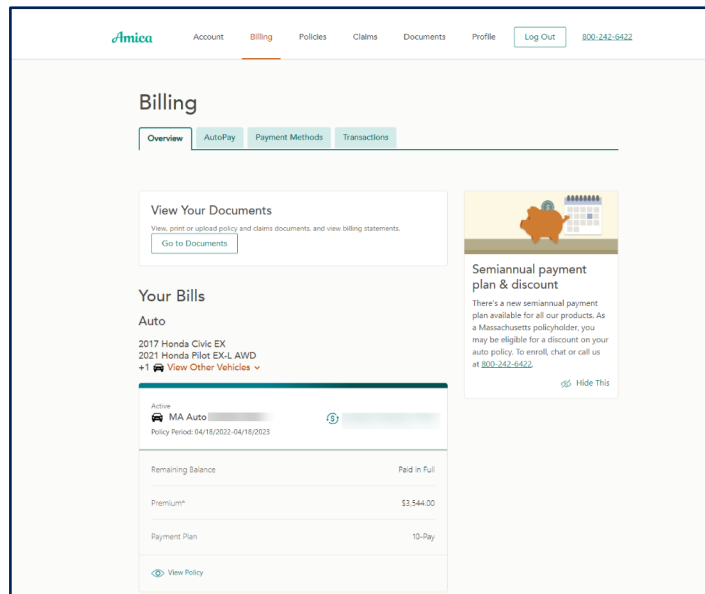 Amica
Account
Billing
Policies
Claims
Documents
Profile
Log Out
800-242-6422
Billing
Overview
AutoPay
Payment Methods
Transactions
View Your Documents
View, print or upload policy and claims documents, and view billing statements.
Go to Documents
Semiannual payment
plan & discount
There's a new semiannual payment
plan available for all our products. As
a Massachusetts policyholder, you
may be eligible for a discount on your
auto policy. To enroll, chat or call us
at 800-242-6422.
Hide This
Your Bills
Auto
2017 Honda Civic EX
2021 Honda Pilot EX-L AWD
+1 View Other Vehicles
Active
MA Auto
Policy Period: 04/18/2022-04/18/2023
Remaining Balance
Paid in Full
Premium*
$3,544.00
Payment Plan
10-Pay
View Policy